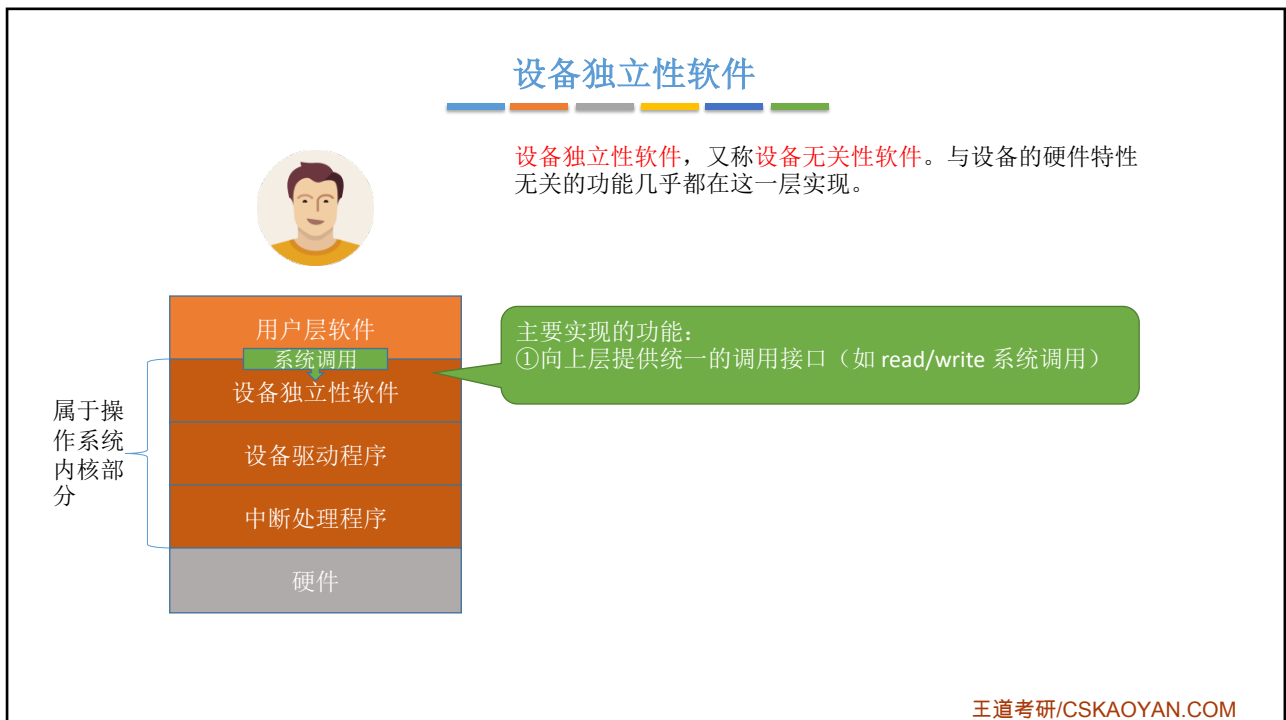 设备独立性软件
设备独立性软件，又称设备无关性软件。与设备的硬件特性
无关的功能几乎都在这一层实现。
用户层软件
系统调用
设备独立性软件
设备驱动程序
中断处理程序
硬件
属于操
作系统
内核部
分
主要实现的功能：
①向上层提供统一的调用接口（如 read/write 系统调用）
王道考研/CSKAOYAN.COM